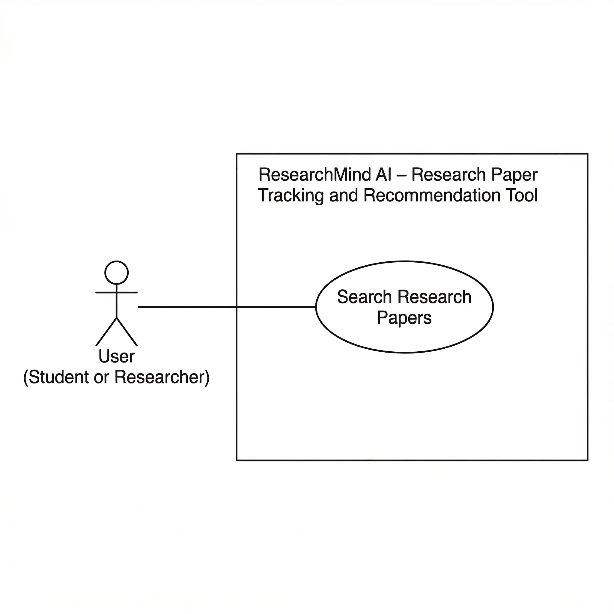 ResearchMind AI – Research Paper
Tracking and Recommendation Tool
Search Research
Papers
User
(Student or Researcher)